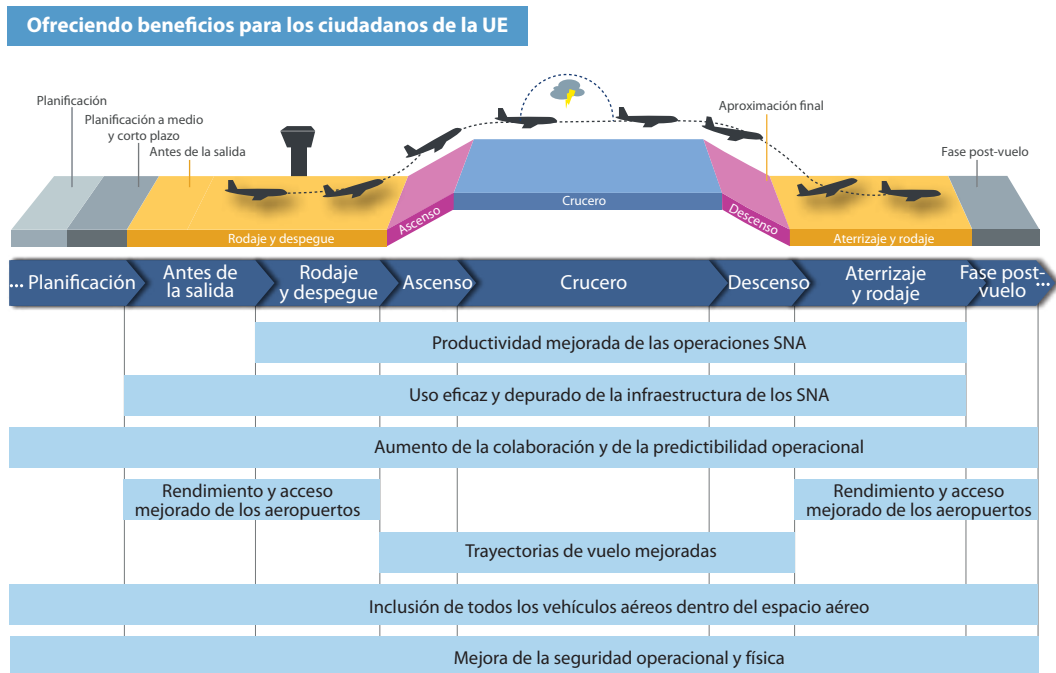 Ofreciendo beneficios para los ciudadanos de la UE
Planificación
Planificación a medio
y corto plazo
Antes de la salida
Aproximación final
Fase post-vuelo
Ascenso
Crucero
Descenso
Rodaje y despegue
Aterrizaje y rodaje
... Planificación
Antes de
la salida
Rodaje
y despegue
Ascenso
Crucero
Descenso
Aterrizaje
y rodaje
Fase post-
vuelo ...
Productividad mejorada de las operaciones SNA
Uso eficaz y depurado de la infraestructura de los SNA
Aumento de la colaboración y de la predictibilidad operacional
Rendimiento y acceso
mejorado de los aeropuertos
Rendimiento y acceso
mejorado de los aeropuertos
Trayectorias de vuelo mejoradas
Inclusión de todos los vehículos aéreos dentro del espacio aéreo
Mejora de la seguridad operacional y física